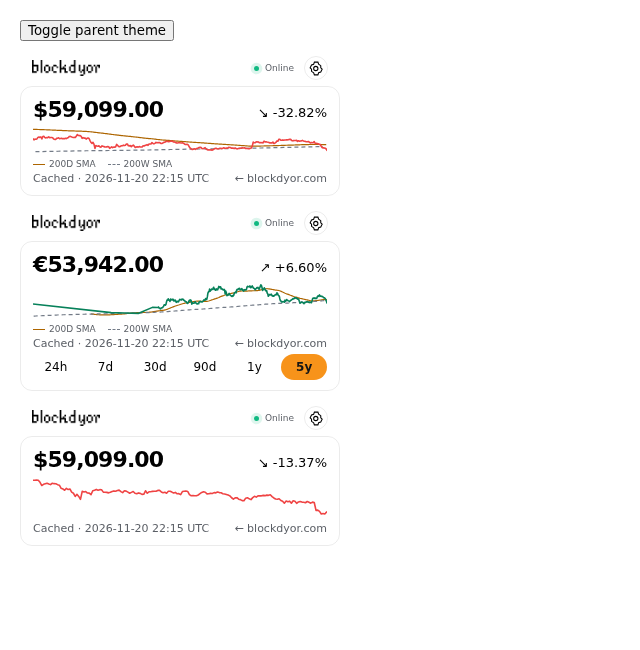 Toggle parent theme
blockdyor
Online
$59,099.00
↘ -32.82%
200D SMA
200W SMA
Cached · 2026-11-20 22:15 UTC
← blockdyor.com
blockdyor
Online
€53,942.00
↗ +6.60%
200D SMA
200W SMA
Cached · 2026-11-20 22:15 UTC
← blockdyor.com
24h 7d 30d 90d 1y 5y
blockdyor
Online
$59,099.00
↘ -13.37%
Cached · 2026-11-20 22:15 UTC
← blockdyor.com